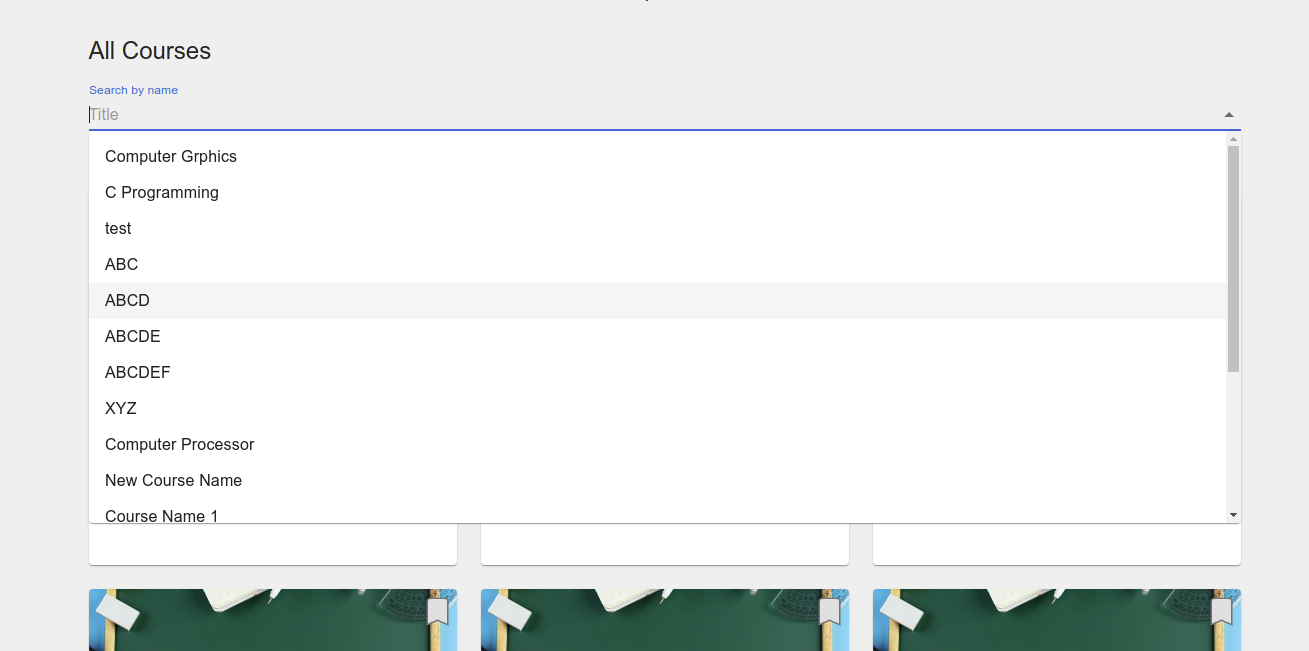 All Courses
Search by name
Title
Computer Grphics
C Programming
test
ABC
ABCD
ABCDE
ABCDEF
XYZ
Computer Processor
New Course Name
Course Name 1